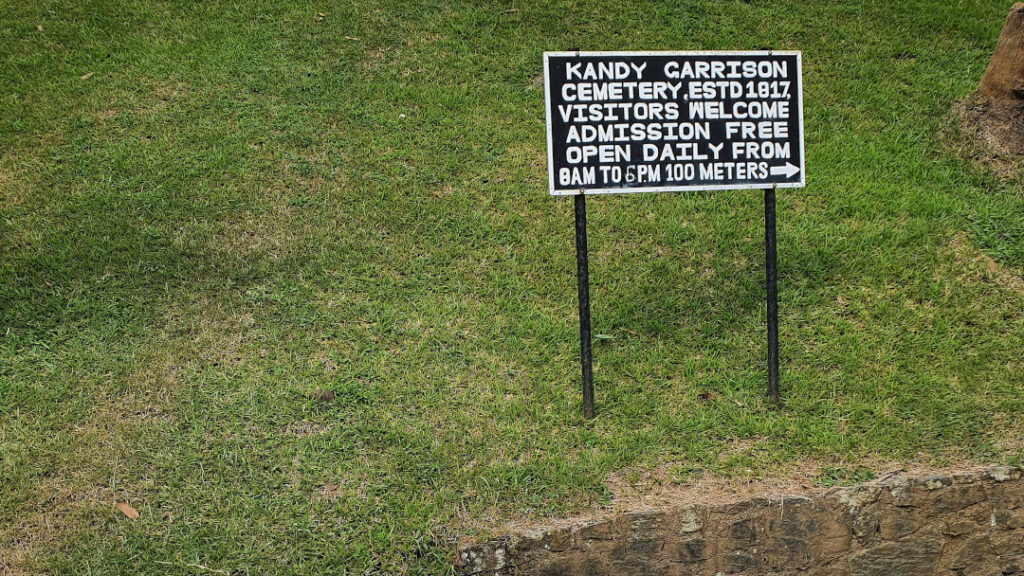 KANDY GARRISON
CEMETERY, ESTD 1817,
VISITORS WELCOME
ADMISSION FREE
OPEN DAILY FROM
8AM TO 6PM 100 METERS →